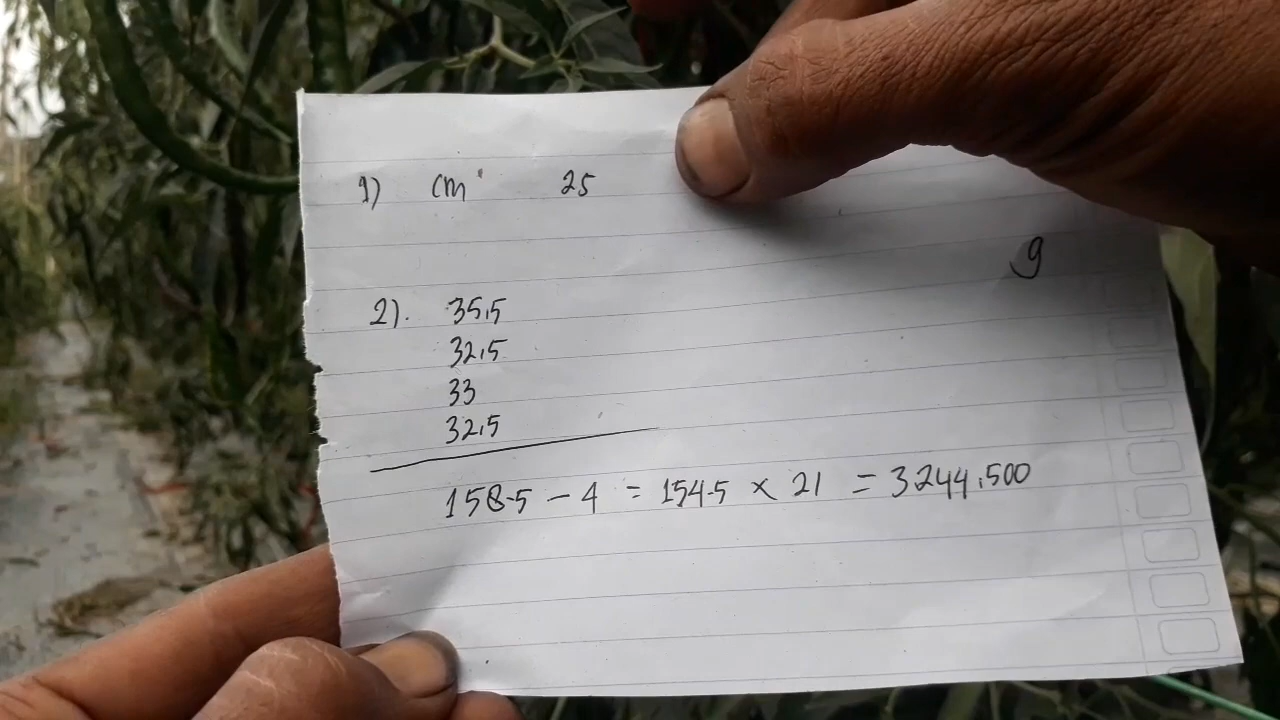 1) cm' 25
9
2). 35,5
32,5
33
32,5
158.5 - 4 = 154.5 × 21 = 3244.500